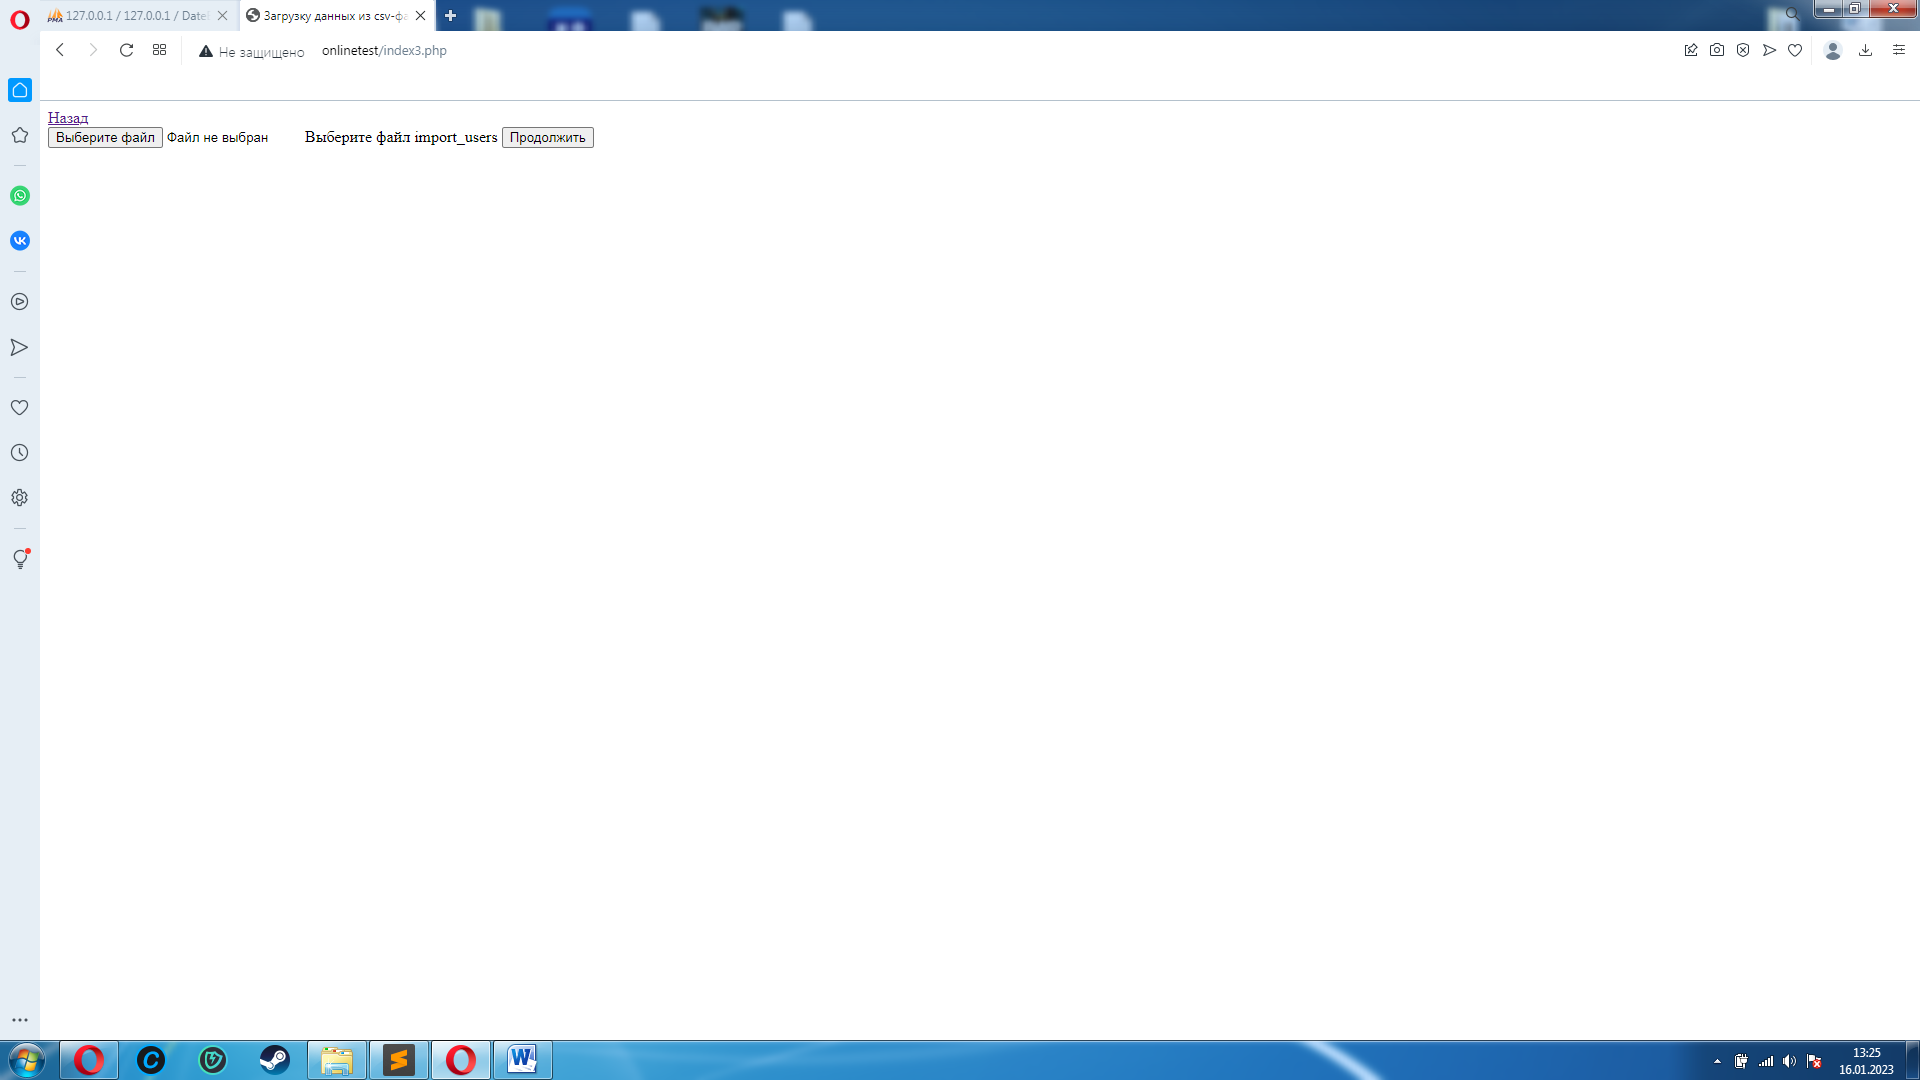 127.0.0.1 / 127.0.0.1 / Date
Загрузку данных из csv-фа
Не защищено onlinetest/index3.php
Назад
Выберите файл Файл не выбран Выберите файл import_users Продолжить
13:25
16.01.2023